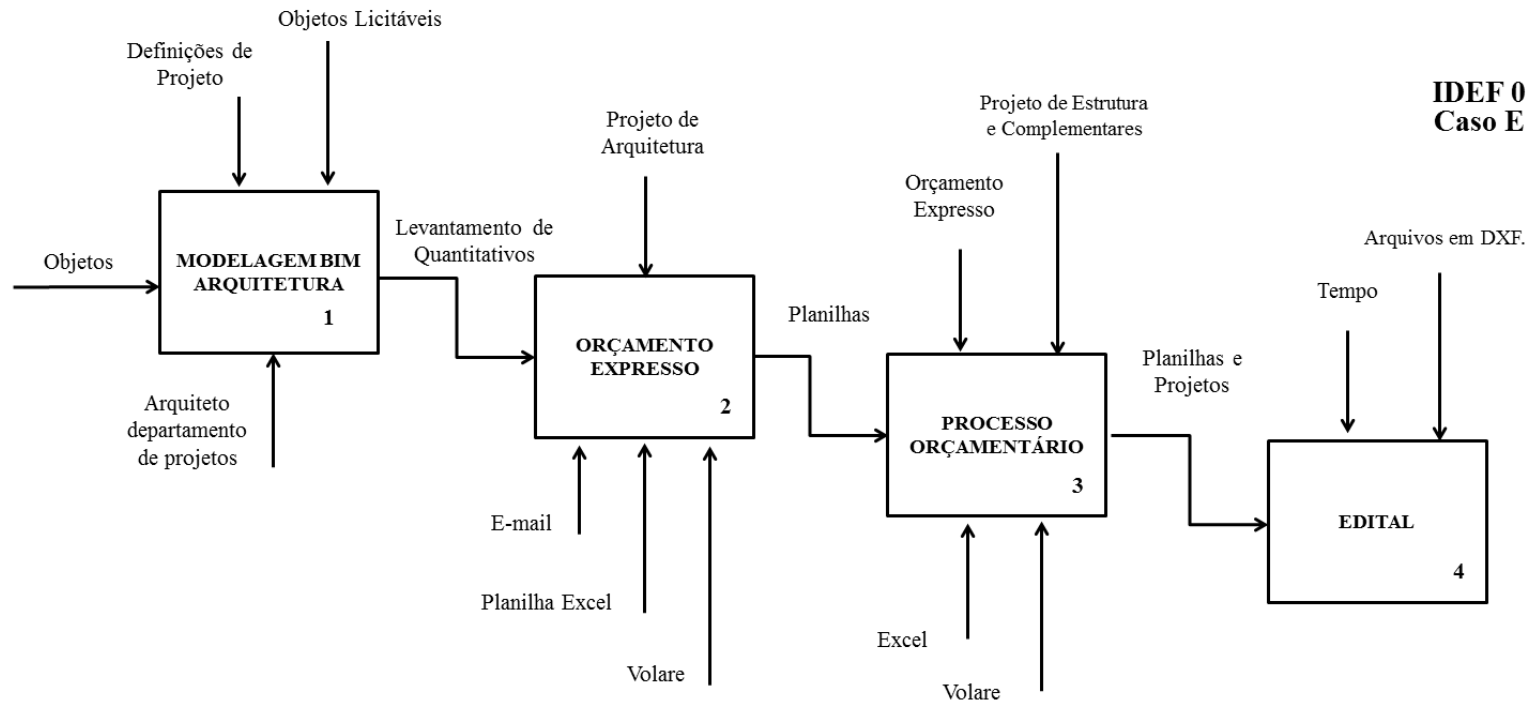 Objetos Licitáveis
Definições de
Projeto
IDEF 0
Caso E
Projeto de Estrutura
e Complementares
Projeto de
Arquitetura
Orçamento
Expresso
Levantamento de
Quantitativos
Arquivos em DXF.
Objetos
MODELAGEM BIM
ARQUITETURA
1
Tempo
Planilhas
ORÇAMENTO
EXPRESSO
2
Planilhas e
Projetos
Arquiteto
departamento
de projetos
PROCESSO
ORÇAMENTÁRIO
3
E-mail
EDITAL
4
Planilha Excel
Excel
Volare
Volare